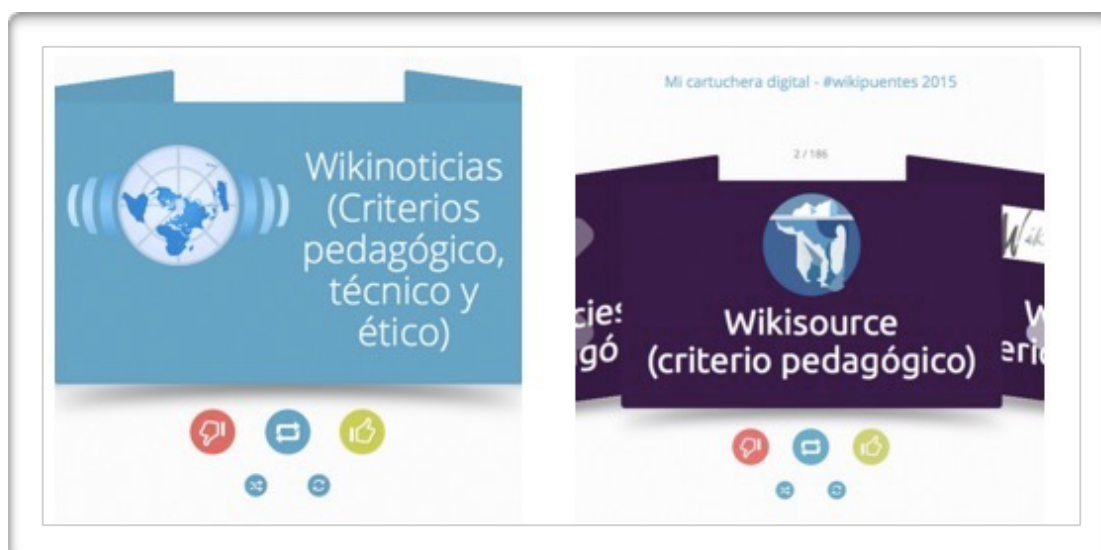 Wikinoticias
(Criterios
pedagógico,
técnico y
ético)
Mi cartuchera digital - #wikipuentes 2015
2 / 186
Wikisource
(criterio pedagógico)